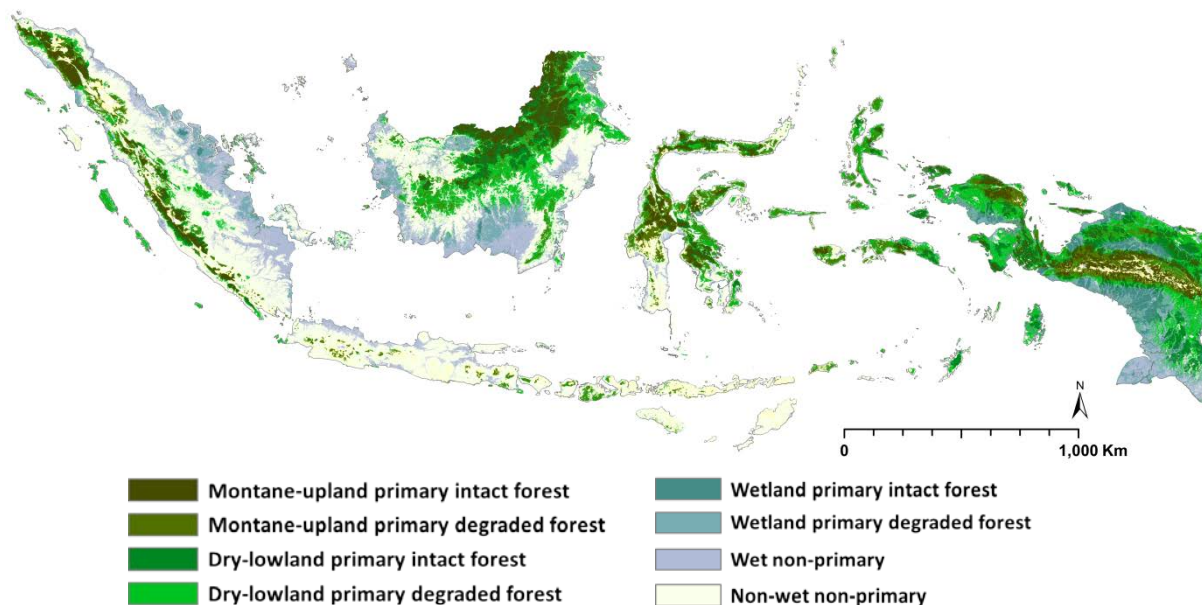 N
0
1,000 Km
Montane-upland primary intact forest
Montane-upland primary degraded forest
Dry-lowland primary intact forest
Dry-lowland primary degraded forest
Wetland primary intact forest
Wetland primary degraded forest
Wet non-primary
Non-wet non-primary